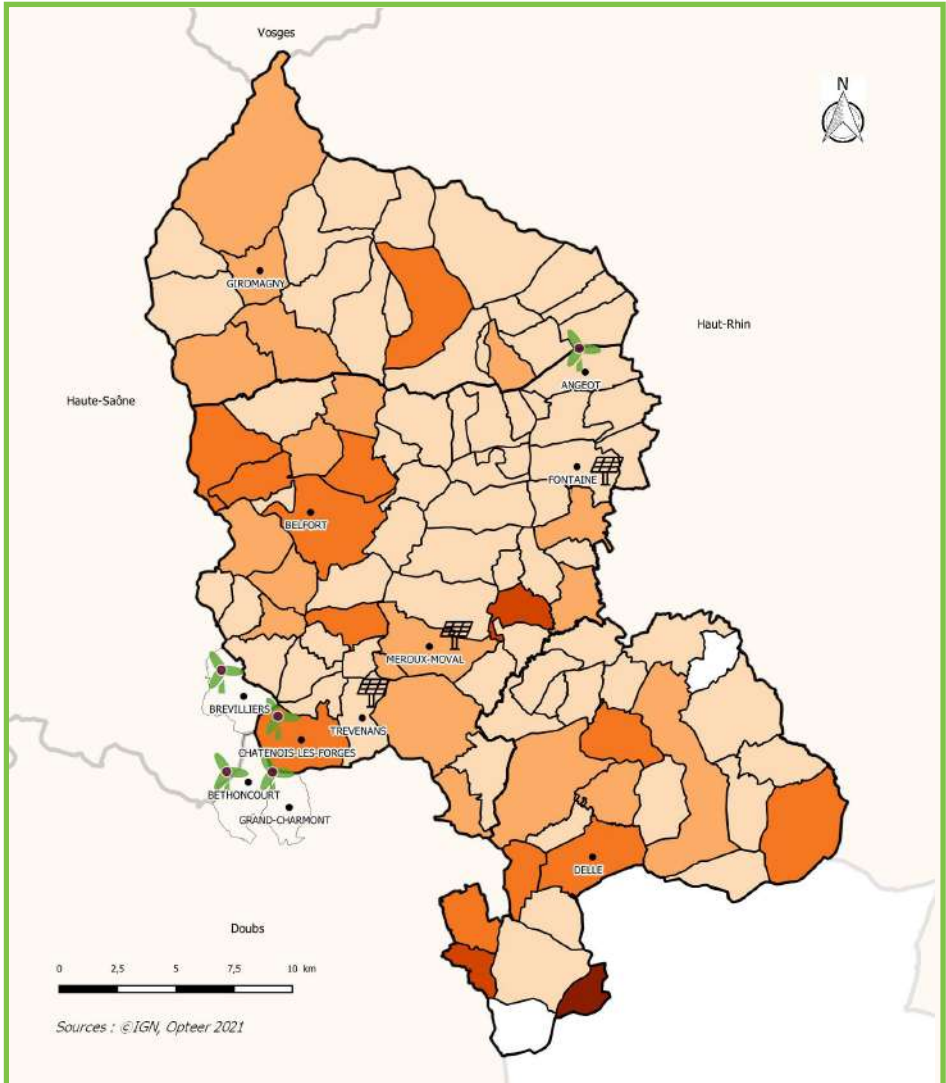 Vosges
N
GIROMAGNY
Haut-Rhin
ANGEOT
Haute-Saône
FONTAINE
BELFORT
MEROUX-MOVAL
BREVILLIERS
TREVENANS
CHATENOIS-LES-FORGES
BETHONCOURT
GRAND-CHARMONT
DELLE
Doubs
0 2,5 5 7,5 10 km
Sources : ©IGN, Opteer 2021